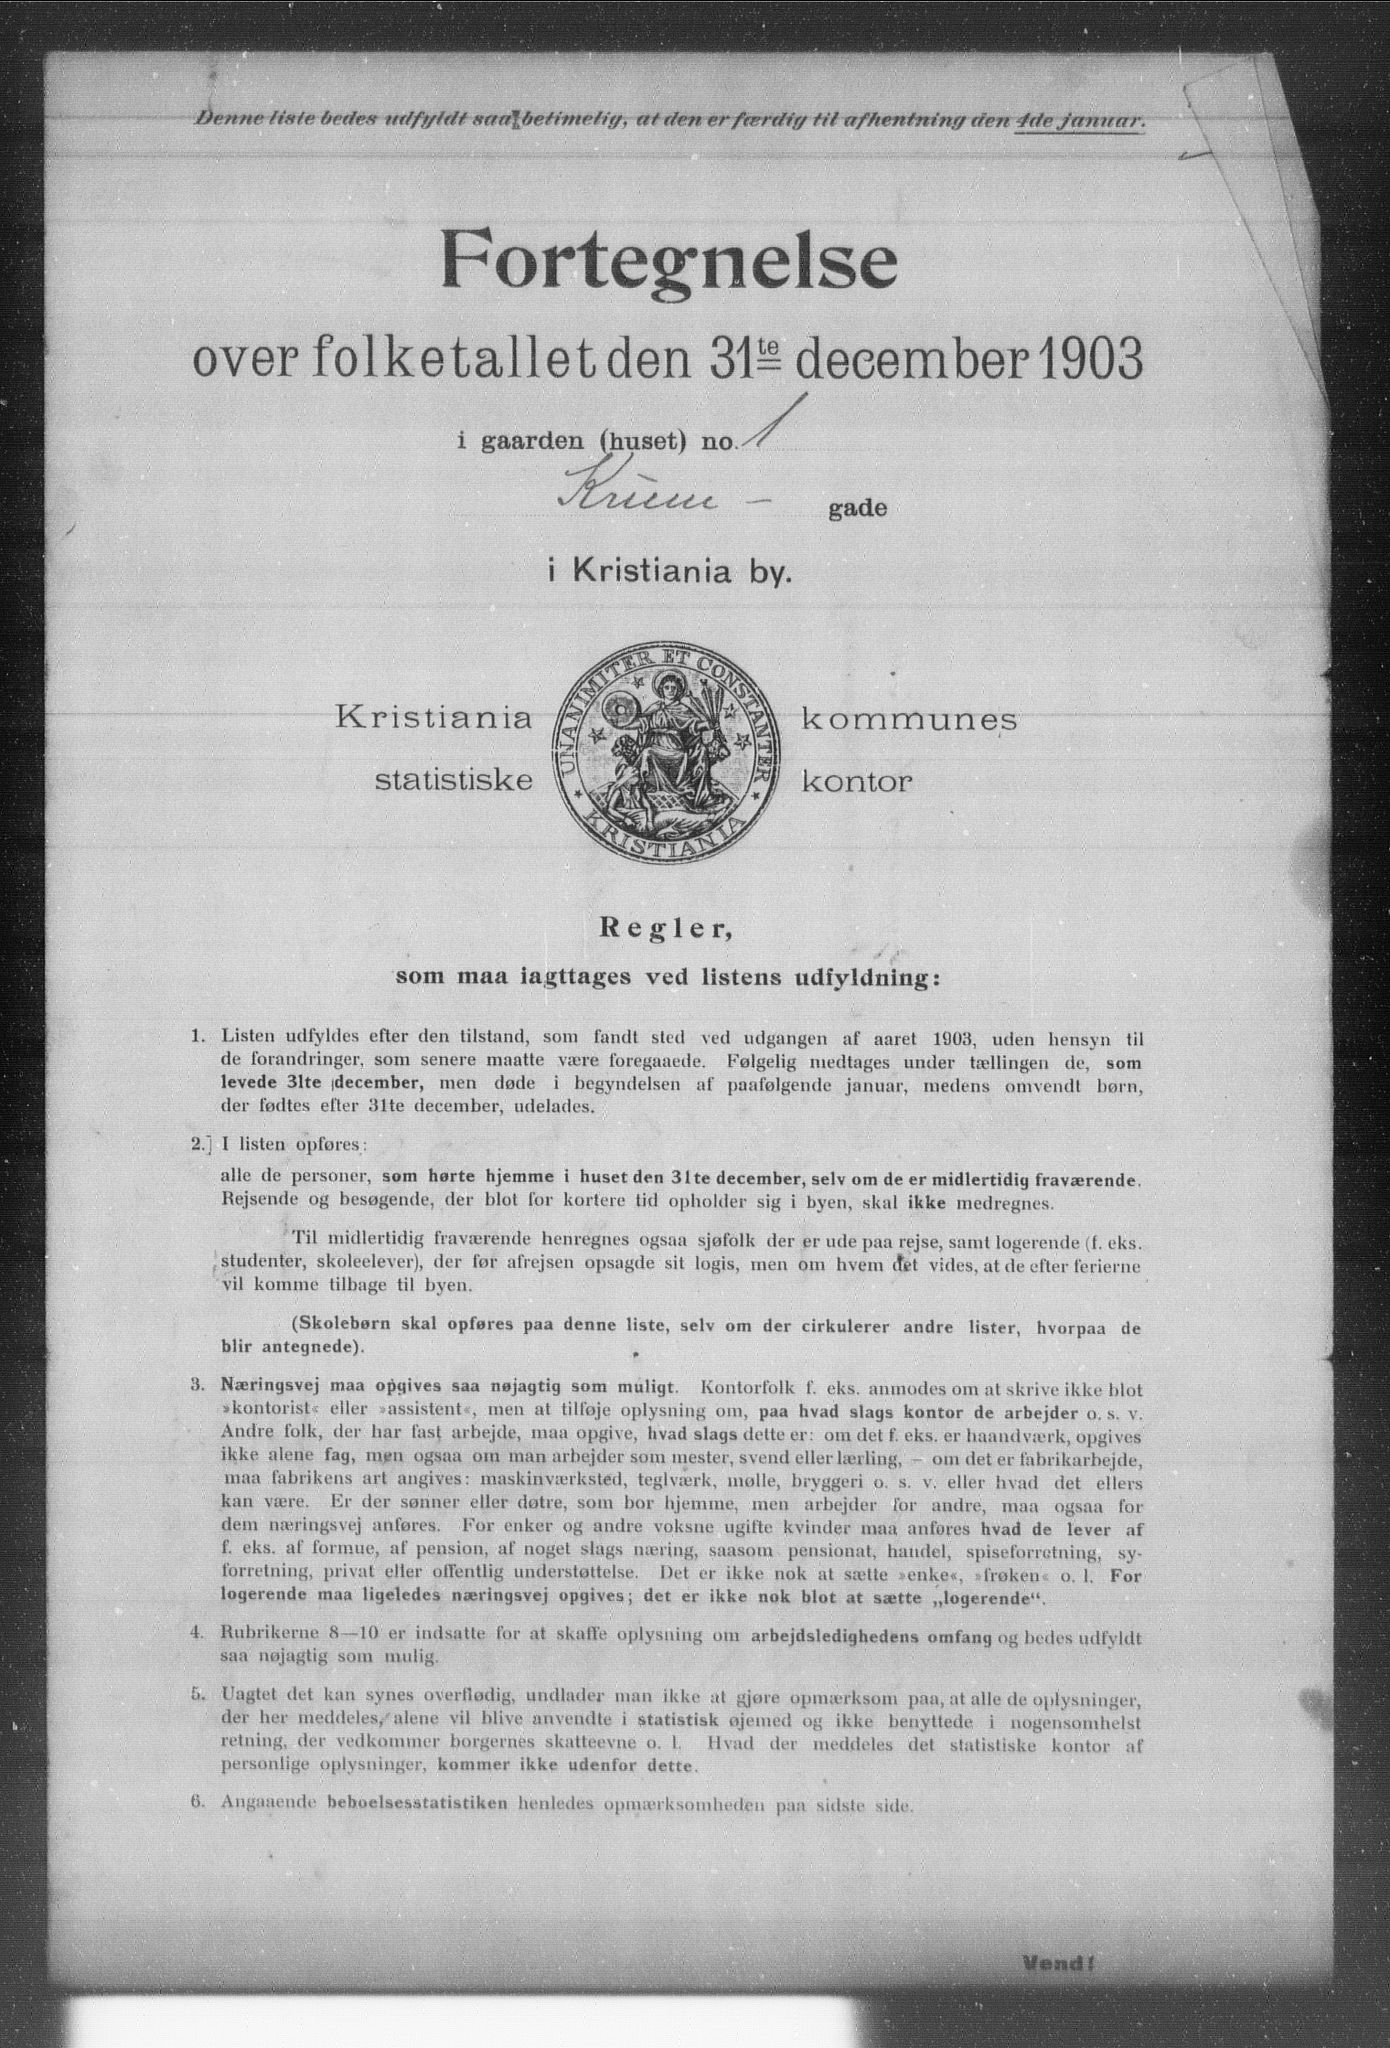 Denne liste bedes udfyldt saa betimelig, at den er færdig til afhentning den 4de januar.
Fortegnelse
over folketallet den 31te december 1903
i gaarden (huset) no. 1
Krum - gade
i Kristiania by.
UNANIMITER ET CONSTANTER
KRISTIANIA
Kristiania kommunes
statistiske kontor
Regler,
som maa iagttages ved listens udfyldning:
1. Listen udfyldes efter den tilstand, som fandt sted ved udgangen af aaret 1903, uden hensyn til
de forandringer, som senere maatte være foregaaede. Følgelig medtages under tællingen de, som
levede 31te december, men døde i begyndelsen af paafølgende januar, medens omvendt børn,
der fødtes efter 31te december, udelades.
2. I listen opføres:
alle de personer, som hørte hjemme i huset den 31te december, selv om de er midlertidig fraværende.
Rejsende og besøgende, der blot for kortere tid opholder sig i byen, skal ikke medregnes.
Til midlertidig fraværende henregnes ogsaa sjøfolk der er ude paa rejse, samt logerende (f. eks.
studenter, skoleelever), der før afrejsen opsagde sit logis, men om hvem det vides, at de efter ferierne
vil komme tilbage til byen.
(Skolebørn skal opføres paa denne liste, selv om der cirkulerer andre lister, hvorpaa de
blir antegnede).
3. Næringsvej maa opgives saa nøjagtig som muligt. Kontorfolk f. eks. anmodes om at skrive ikke blot
»kontorist« eller »assistent«, men at tilføje oplysning om, paa hvad slags kontor de arbejder o. s. v.
Andre folk, der har fast arbejde, maa opgive, hvad slags dette er: om det f. eks. er haandværk, opgives
ikke alene fag, men ogsaa om man arbejder som mester, svend eller lærling, — om det er fabrikarbejde,
maa fabrikens art angives: maskinværksted, teglværk, mølle, bryggeri o. s. v. eller hvad det ellers
kan være. Er der sønner eller døtre, som bor hjemme, men arbejder for andre, maa ogsaa for
dem næringsvej anføres. For enker og andre voksne ugifte kvinder maa anføres hvad de lever af
f. eks. af formue, af pension, af noget slags næring, saasom pensionat, handel, spiseforretning, sy-
forretning, privat eller offentlig understøttelse. Det er ikke nok at sætte »enke«, »frøken« o. l. For
logerende maa ligeledes næringsvej opgives; det er ikke nok blot at sætte „logerende“.
4. Rubrikerne 8—10 er indsatte for at skaffe oplysning om arbejdsledighedens omfang og bedes udfyldt
saa nøjagtig som mulig.
5. Uagtet det kan synes overflødig, undlader man ikke at gjøre opmærksom paa, at alle de oplysninger,
der her meddeles, alene vil blive anvendte i statistisk øjemed og ikke benyttede i nogensomhelst
retning, der vedkommer borgernes skatteevne o. l. Hvad der meddeles det statistiske kontor af
personlige oplysninger, kommer ikke udenfor dette.
6. Angaaende beboelsesstatistiken henledes opmærksomheden paa sidste side.
Vend!